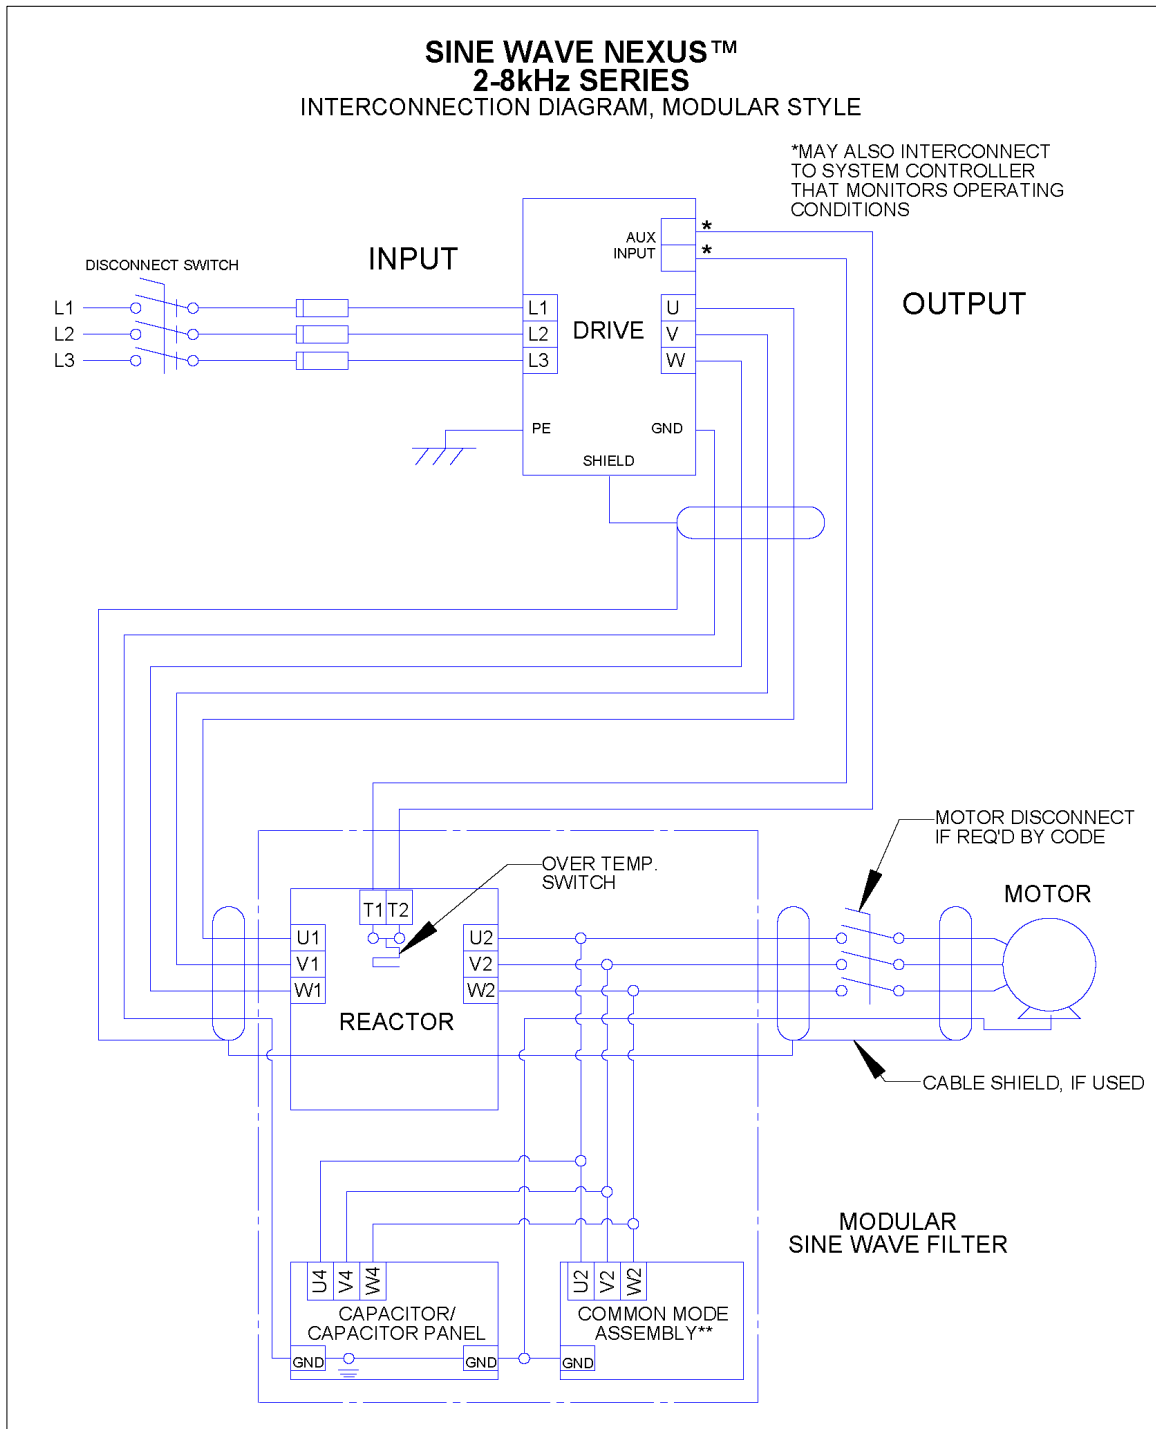 SINE WAVE NEXUS™
2-8kHz SERIES
INTERCONNECTION DIAGRAM, MODULAR STYLE
*MAY ALSO INTERCONNECT
TO SYSTEM CONTROLLER
THAT MONITORS OPERATING
CONDITIONS
*
AUX
INPUT
*
INPUT
DISCONNECT SWITCH
OUTPUT
L1
L2
L3
L1
L2
L3
DRIVE
U
V
W
PE
GND
SHIELD
MOTOR DISCONNECT
IF REQ'D BY CODE
OVER TEMP.
SWITCH
MOTOR
T1
T2
U1
V1
W1
U2
V2
W2
REACTOR
CABLE SHIELD, IF USED
MODULAR
SINE WAVE FILTER
U4
V4
W4
U2
V2
W2
CAPACITOR/
CAPACITOR PANEL
COMMON MODE
ASSEMBLY**
GND
GND
GND